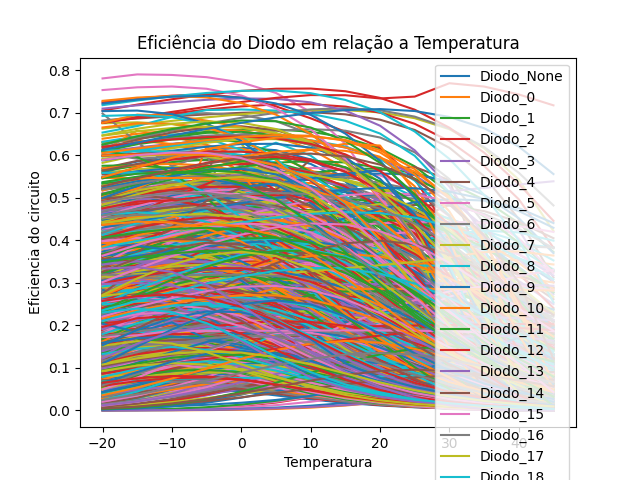 Eficiência do Diodo em relação a Temperatura
Eficiencia do circuito
0.8
0.7
0.6
0.5
0.4
0.3
0.2
0.1
0.0
−20
−10
0
10
20
30
40
Temperatura
Diodo_None
Diodo_0
Diodo_1
Diodo_2
Diodo_3
Diodo_4
Diodo_5
Diodo_6
Diodo_7
Diodo_8
Diodo_9
Diodo_10
Diodo_11
Diodo_12
Diodo_13
Diodo_14
Diodo_15
Diodo_16
Diodo_17
Diodo_18